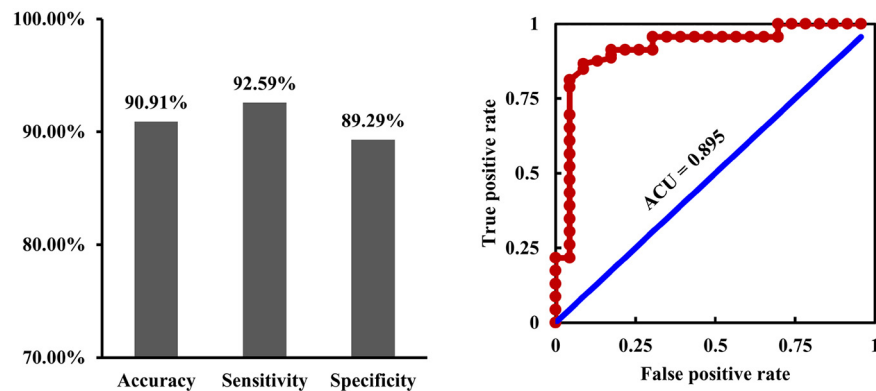 100.00%
90.00%
80.00%
70.00%
90.91%
92.59%
89.29%
Accuracy
Sensitivity
Specificity
True positive rate
1
0.75
0.5
0.25
0
ACU = 0.895
0
0.25
0.5
0.75
1
False positive rate